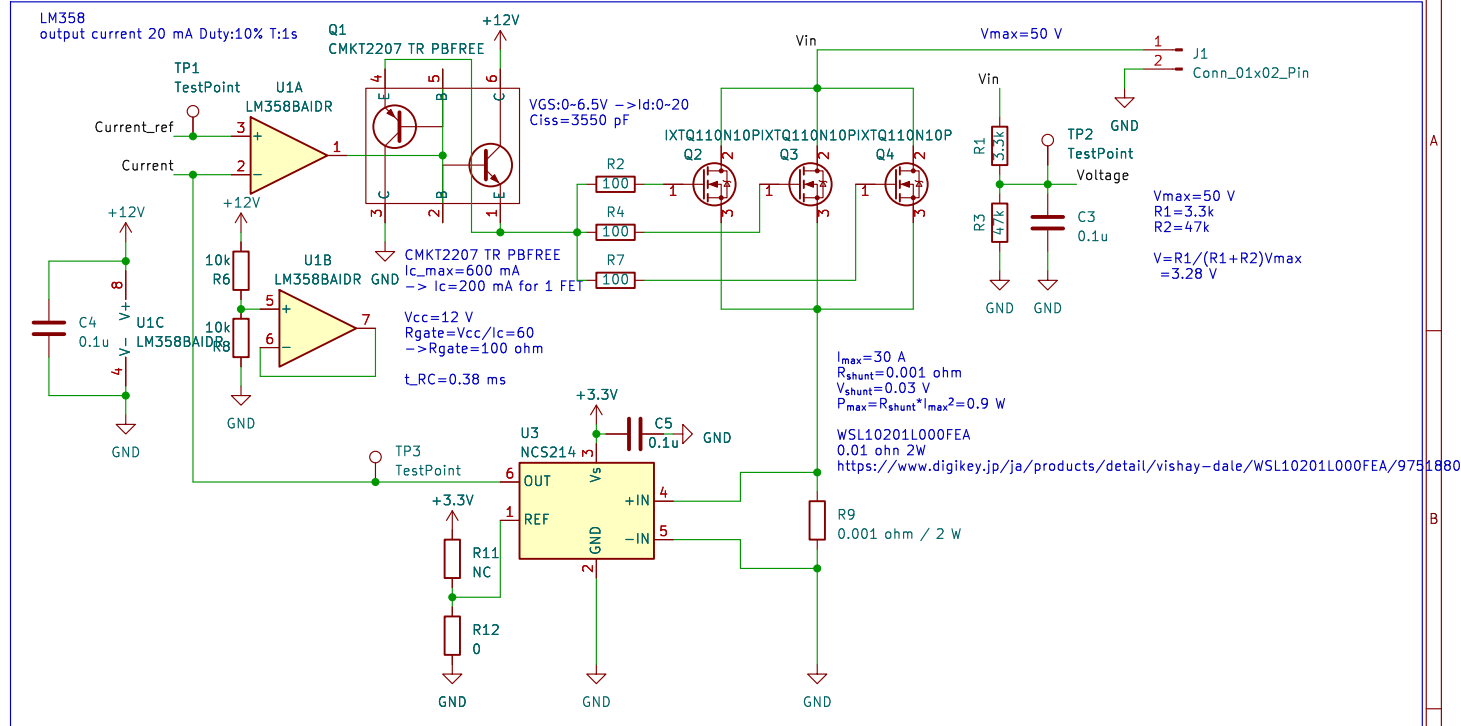 LM358
output current 20 mA Duty:10% T:1s
Q1
CMKT2207 TR PBFREE
+12V
TP1
TestPoint
U1A
LM358BAIDR
Current_ref
3
+
1
Current
2
−
4
5
6
E
B
C
C
B
E
3
2
1
GND
VGS:0~6.5V ->Id:0~20
Ciss=3550 pF
Vin
Vmax=50 V
1
2
J1
Conn_01x02_Pin
GND
IXTQ110N10P
IXTQ110N10P
IXTQ110N10P
Q2
Q3
Q4
2
2
2
1
1
1
3
3
3
R2
100
R4
100
R7
100
Vin
R1
3.3k
TP2
TestPoint
Voltage
R3
47k
C3
0.1u
GND
GND
Vmax=50 V
R1=3.3k
R2=47k
V=R1/(R1+R2)Vmax
=3.28 V
A
+12V
+12V
10k
R6
10k
R8
GND
U1B
LM358BAIDR
5
+
6
−
7
C4
0.1u
8
V+
U1C
LM358BAIDR
V−
4
GND
CMKT2207 TR PBFREE
Ic_max=600 mA
-> Ic=200 mA for 1 FET
Vcc=12 V
Rgate=Vcc/Ic=60
->Rgate=100 ohm
t_RC=0.38 ms
Imax=30 A
Rshunt=0.001 ohm
Vshunt=0.03 V
Pmax=Rshunt*Imax²=0.9 W
WSL10201L000FEA
0.01 ohn 2W
https://www.digikey.jp/ja/products/detail/vishay-dale/WSL10201L000FEA/9751880
+3.3V
C5
0.1u
GND
U3
NCS214
3
Vs
TP3
TestPoint
6
OUT
+IN
4
+3.3V
1
REF
−IN
5
GND
2
R9
0.001 ohm / 2 W
B
R11
NC
R12
0
GND
GND
GND